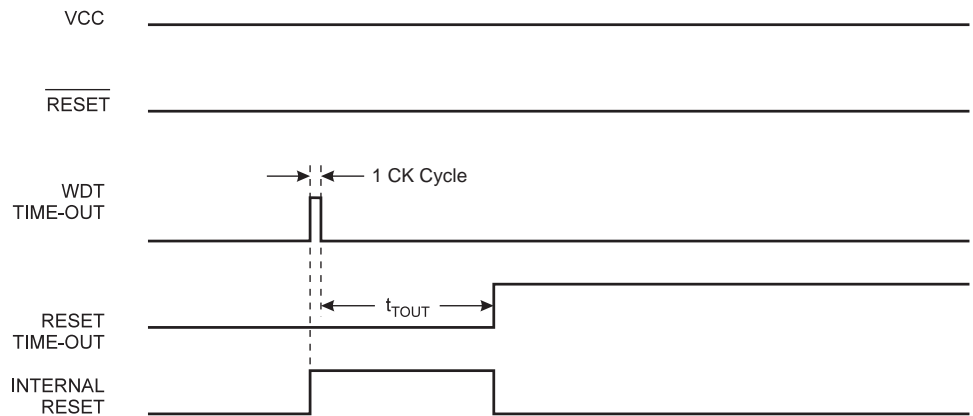 VCC
RESET
1 CK Cycle
WDT
TIME-OUT
tTOUT
RESET
TIME-OUT
INTERNAL
RESET